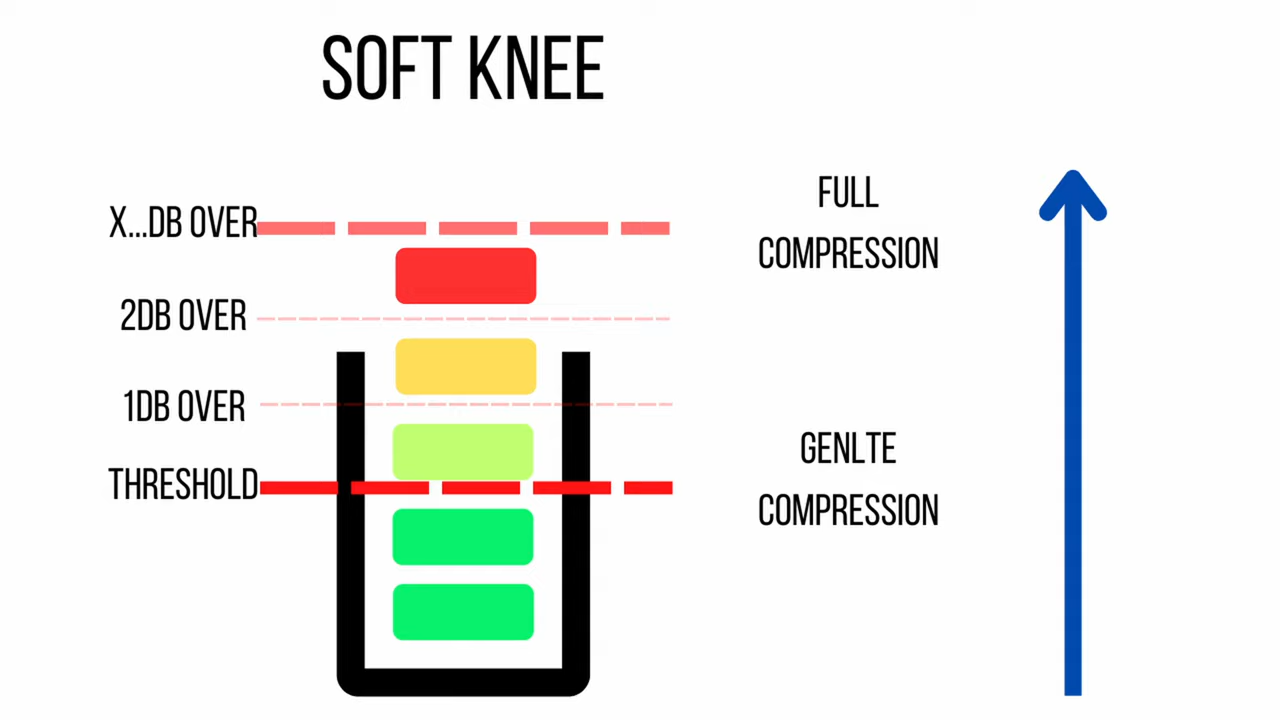 SOFT KNEE
X...DB OVER
2DB OVER
1DB OVER
THRESHOLD
FULL
COMPRESSION
GENLTE
COMPRESSION